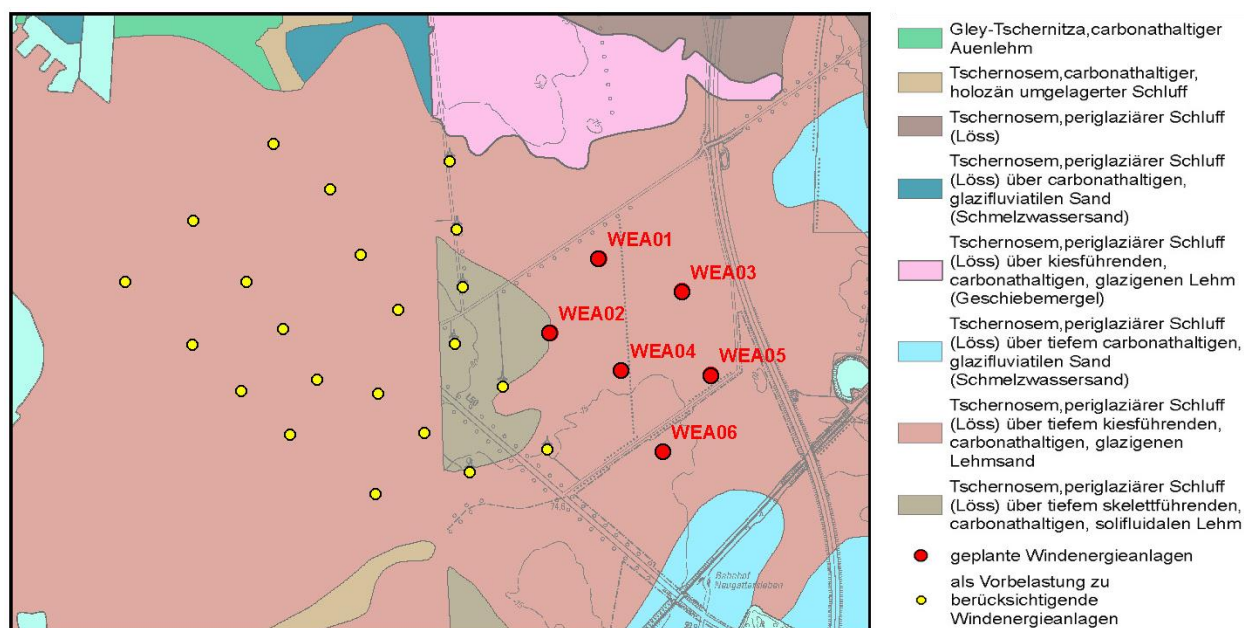 WEA01
WEA03
WEA02
WEA04
WEA05
WEA06
Bahnhof
Neugattersleben
Gley-Tschernitza,carbonathaltiger
Auenlehm
Tschernosem,carbonathaltiger,
holozän umgelagerter Schluff
Tschernosem,periglaziärer Schluff
(Löss)
Tschernosem,periglaziärer Schluff
(Löss) über carbonathaltigen,
glazifluviatilen Sand
(Schmelzwassersand)
Tschernosem,periglaziärer Schluff
(Löss) über kiesführenden,
carbonathaltigen, glazigenen Lehm
(Geschiebemergel)
Tschernosem,periglaziärer Schluff
(Löss) über tiefem carbonathaltigen,
glazifluviatilen Sand
(Schmelzwassersand)
Tschernosem,periglaziärer Schluff
(Löss) über tiefem kiesführenden,
carbonathaltigen, glazigenen
Lehmsand
Tschernosem,periglaziärer Schluff
(Löss) über tiefem skelettführenden,
carbonathaltigen, solifluidalen Lehm
geplante Windenergieanlagen
als Vorbelastung zu
berücksichtigende
Windenergieanlagen